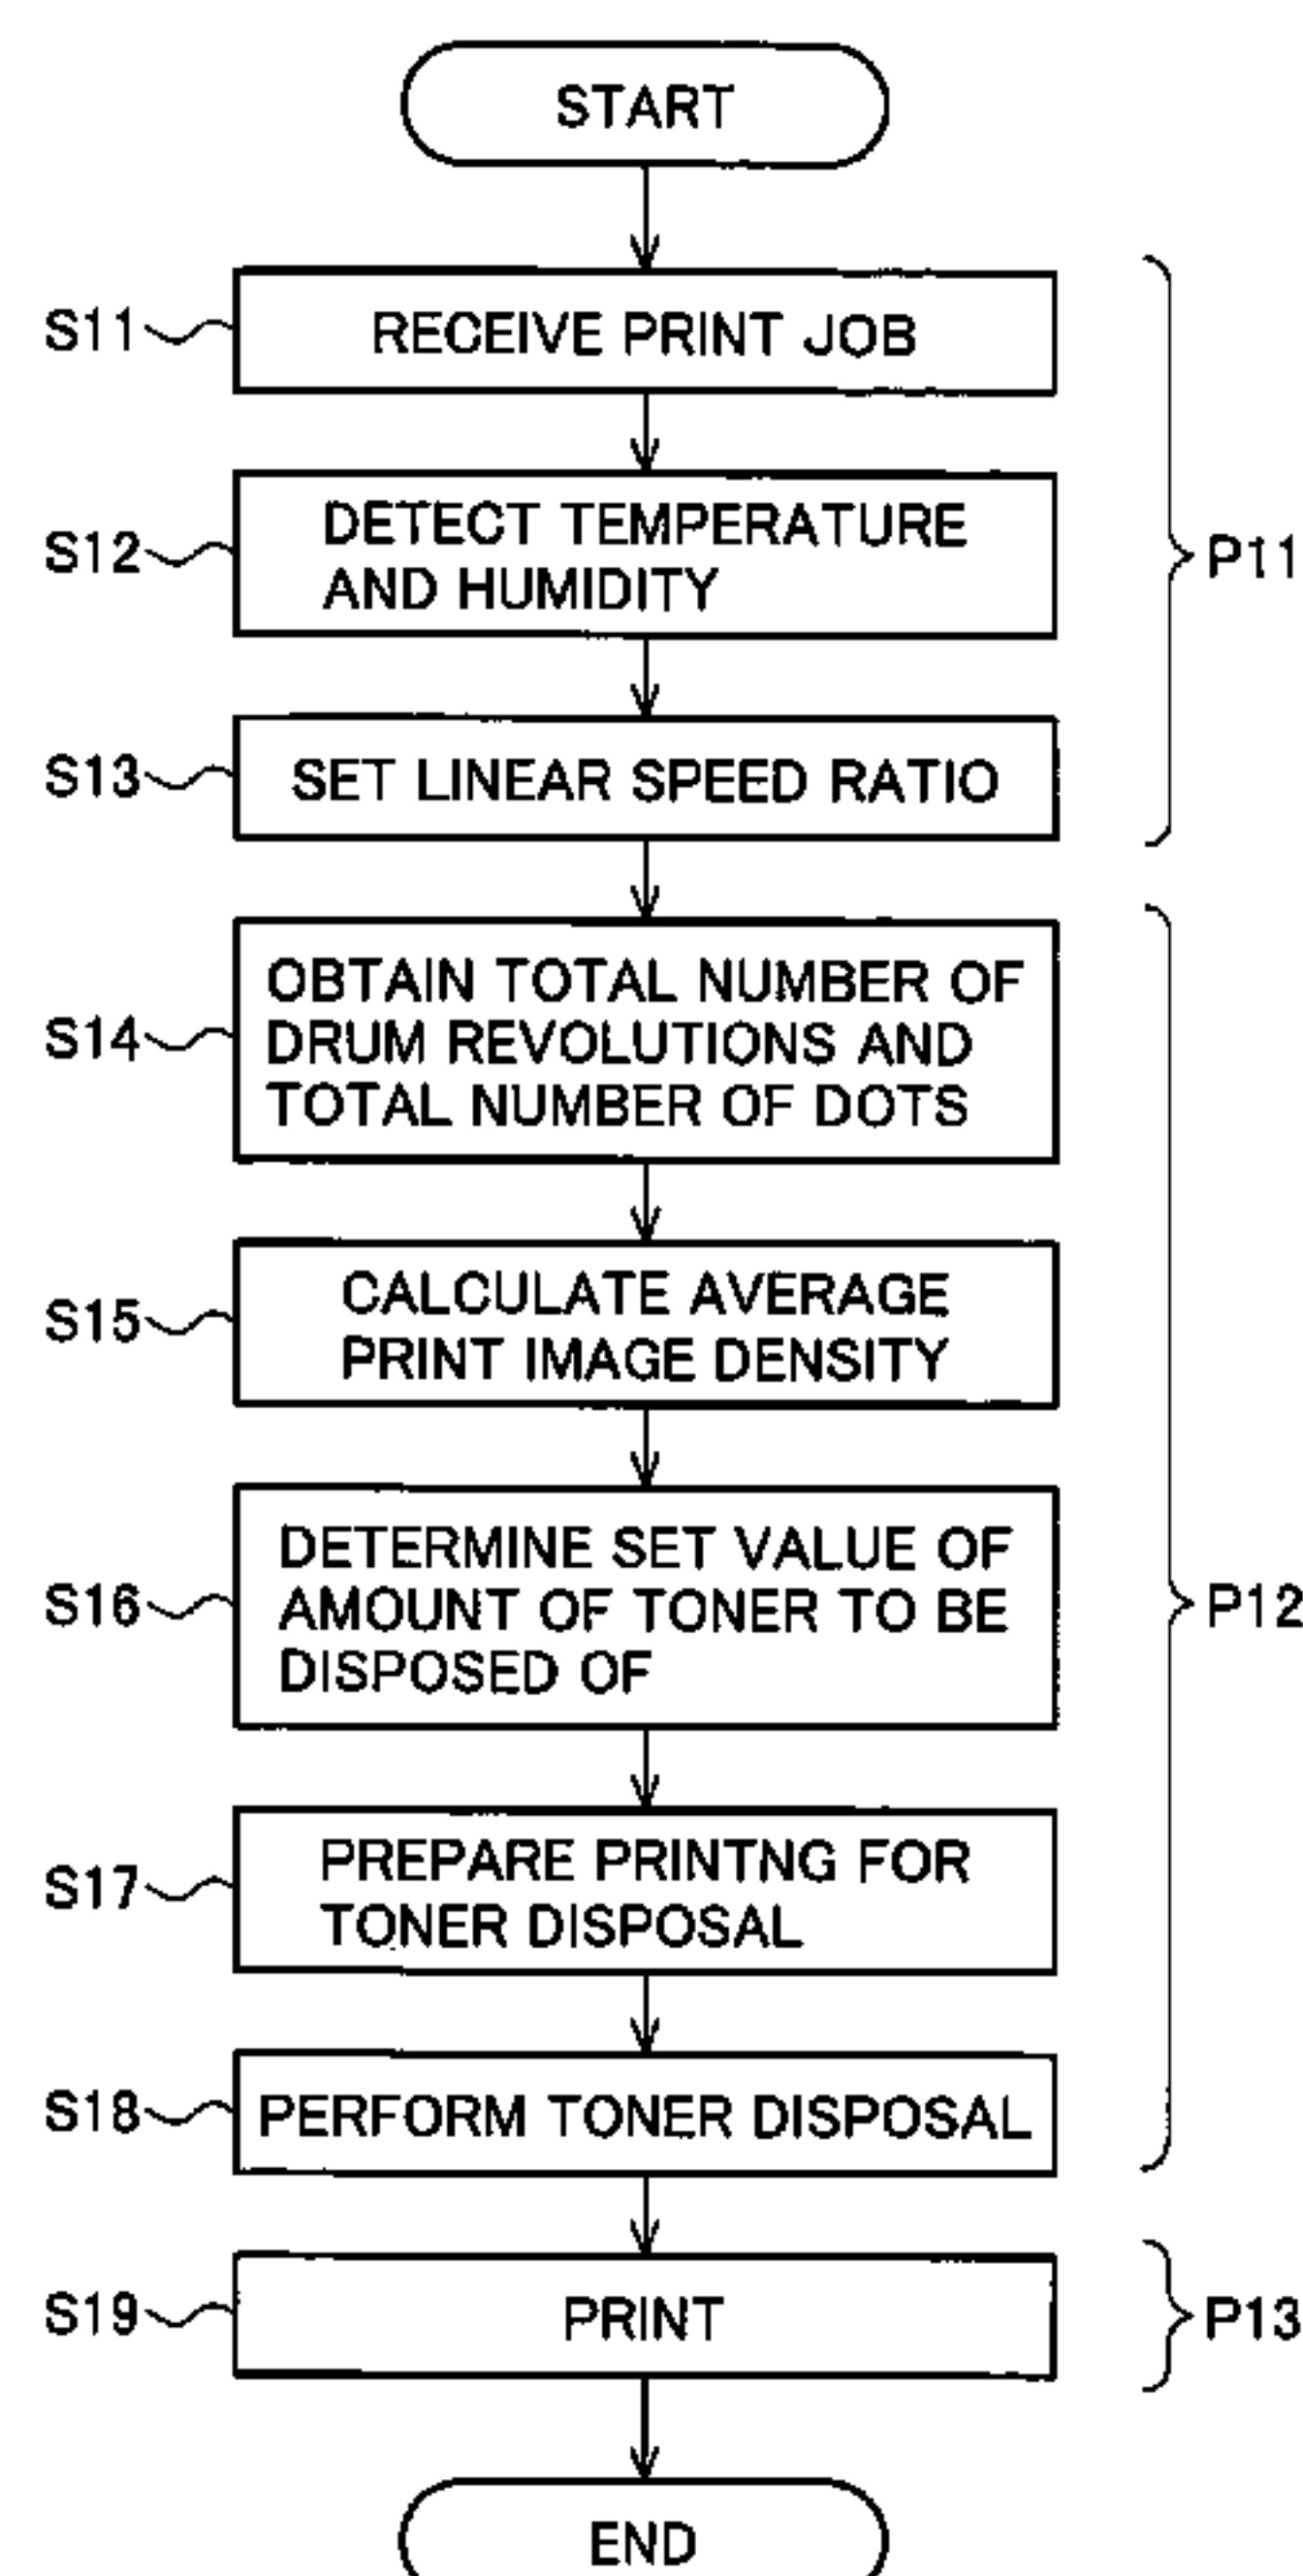 START
S11
RECEIVE PRINT JOB
S12
DETECT TEMPERATURE
AND HUMIDITY
P11
S13
SET LINEAR SPEED RATIO
S14
OBTAIN TOTAL NUMBER OF
DRUM REVOLUTIONS AND
TOTAL NUMBER OF DOTS
S15
CALCULATE AVERAGE
PRINT IMAGE DENSITY
S16
DETERMINE SET VALUE OF
AMOUNT OF TONER TO BE
DISPOSED OF
P12
S17
PREPARE PRINTNG FOR
TONER DISPOSAL
S18
PERFORM TONER DISPOSAL
S19
PRINT
P13
END